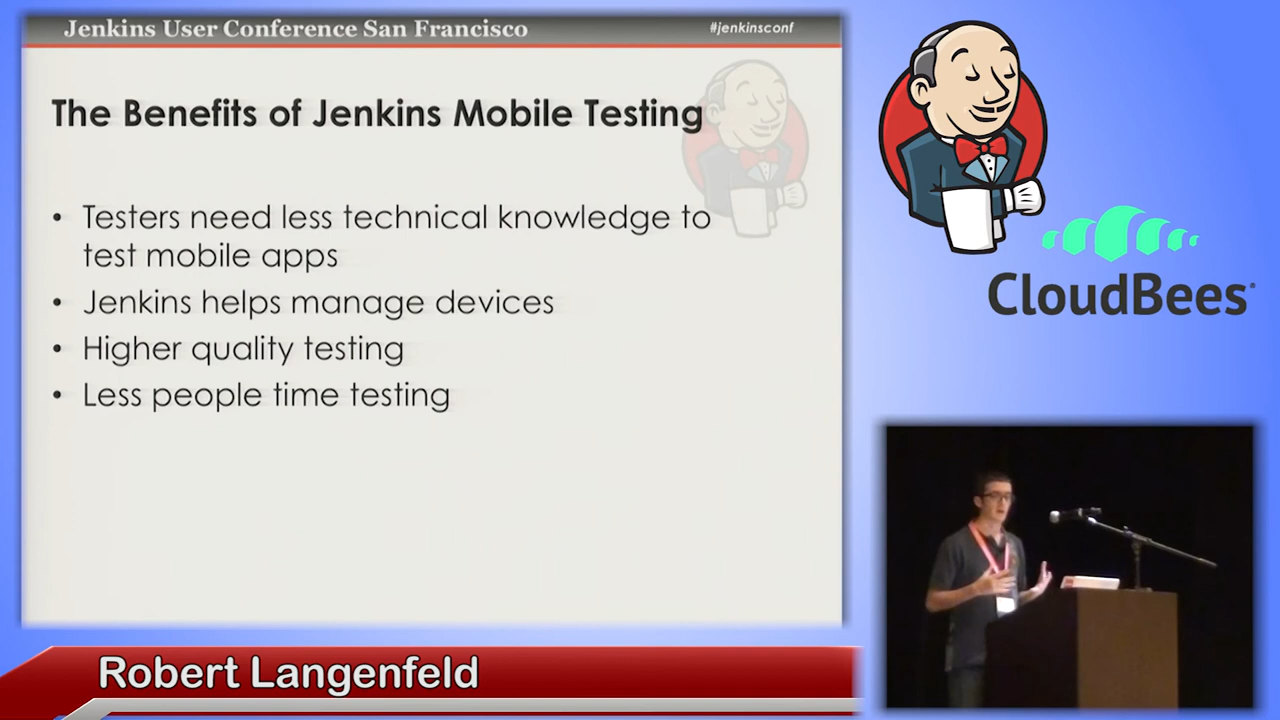 Jenkins User Conference San Francisco #jenkinsconf
The Benefits of Jenkins Mobile Testing
• Testers need less technical knowledge to
test mobile apps
• Jenkins helps manage devices
• Higher quality testing
• Less people time testing
CloudBees
Robert Langenfeld